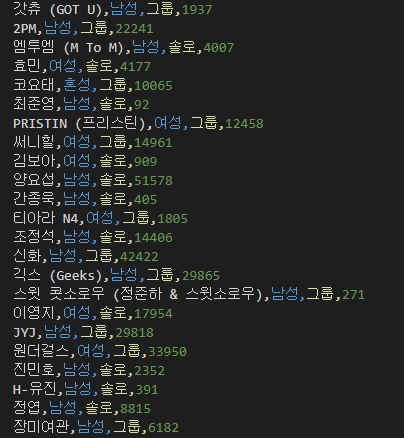 갓츄 (GOT U),남성,그룹,1937
2PM,남성,그룹,22241
엠투엠 (M To M),남성,솔로,4007
효민,여성,솔로,4177
코요태,혼성,그룹,10065
최준영,남성,솔로,92
PRISTIN (프리스틴),여성,그룹,12458
써니힐,여성,그룹,14961
김보아,여성,솔로,909
양요섭,남성,솔로,51578
간종욱,남성,솔로,405
티아라 N4,여성,그룹,1805
조정석,남성,솔로,14406
신화,남성,그룹,42422
긱스 (Geeks),남성,그룹,29865
스윗 콧소로우 (정준하 & 스윗소로우),남성,그룹,271
이영지,여성,솔로,17954
JYJ,남성,그룹,29818
원더걸스,여성,그룹,33950
진민호,남성,솔로,2352
H-유진,남성,솔로,391
정엽,남성,솔로,8815
장미여관,남성,그룹,6182